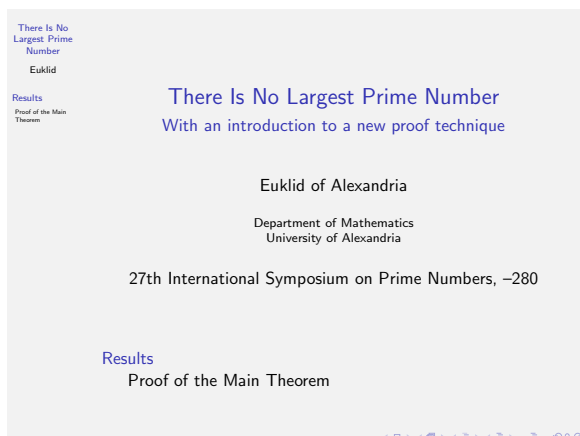 There Is No
Largest Prime
Number
Euklid
Results
Proof of the Main
Theorem
There Is No Largest Prime Number
With an introduction to a new proof technique
Euklid of Alexandria
Department of Mathematics
University of Alexandria
27th International Symposium on Prime Numbers, –280
Results
Proof of the Main Theorem